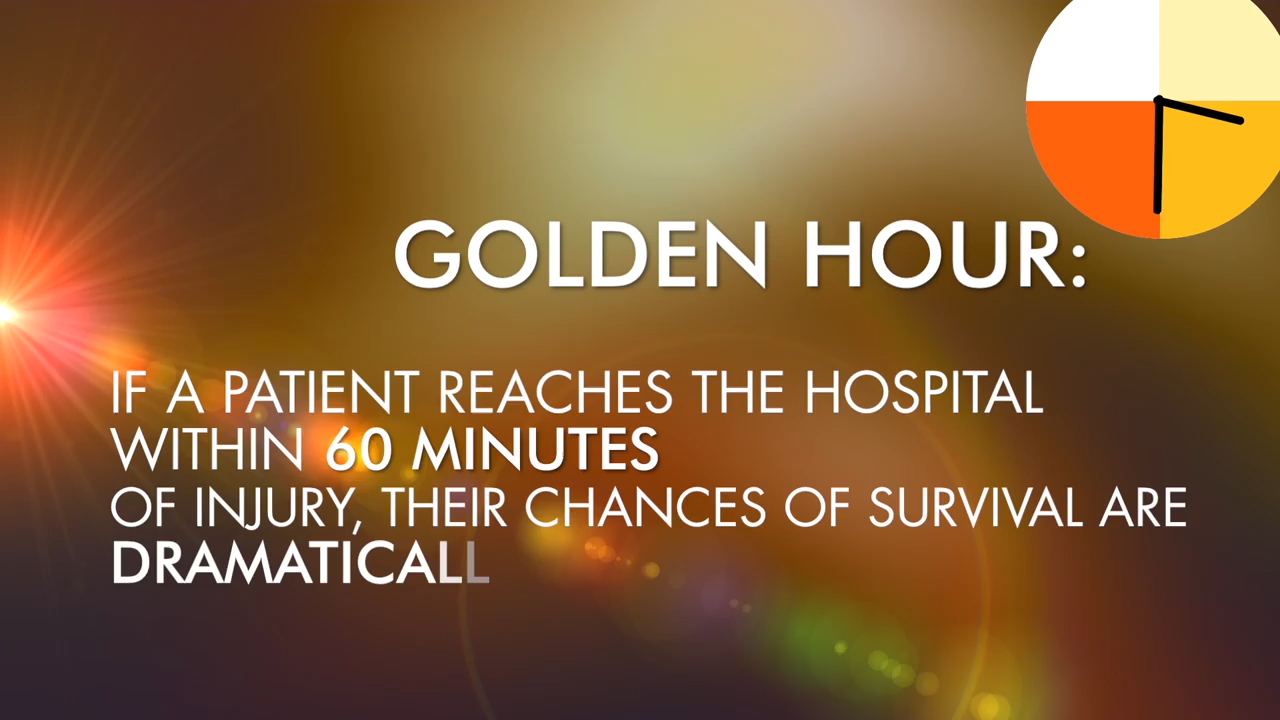 GOLDEN HOUR:
IF A PATIENT REACHES THE HOSPITAL
WITHIN 60 MINUTES
OF INJURY, THEIR CHANCES OF SURVIVAL ARE
DRAMATICALL